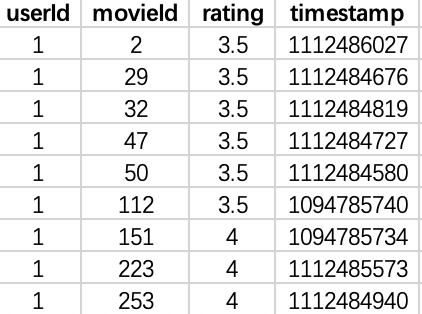 userId movieId rating timestamp
1 2 3.5 1112486027
1 29 3.5 1112484676
1 32 3.5 1112484819
1 47 3.5 1112484727
1 50 3.5 1112484580
1 112 3.5 1094785740
1 151 4 1094785734
1 223 4 1112485573
1 253 4 1112484940